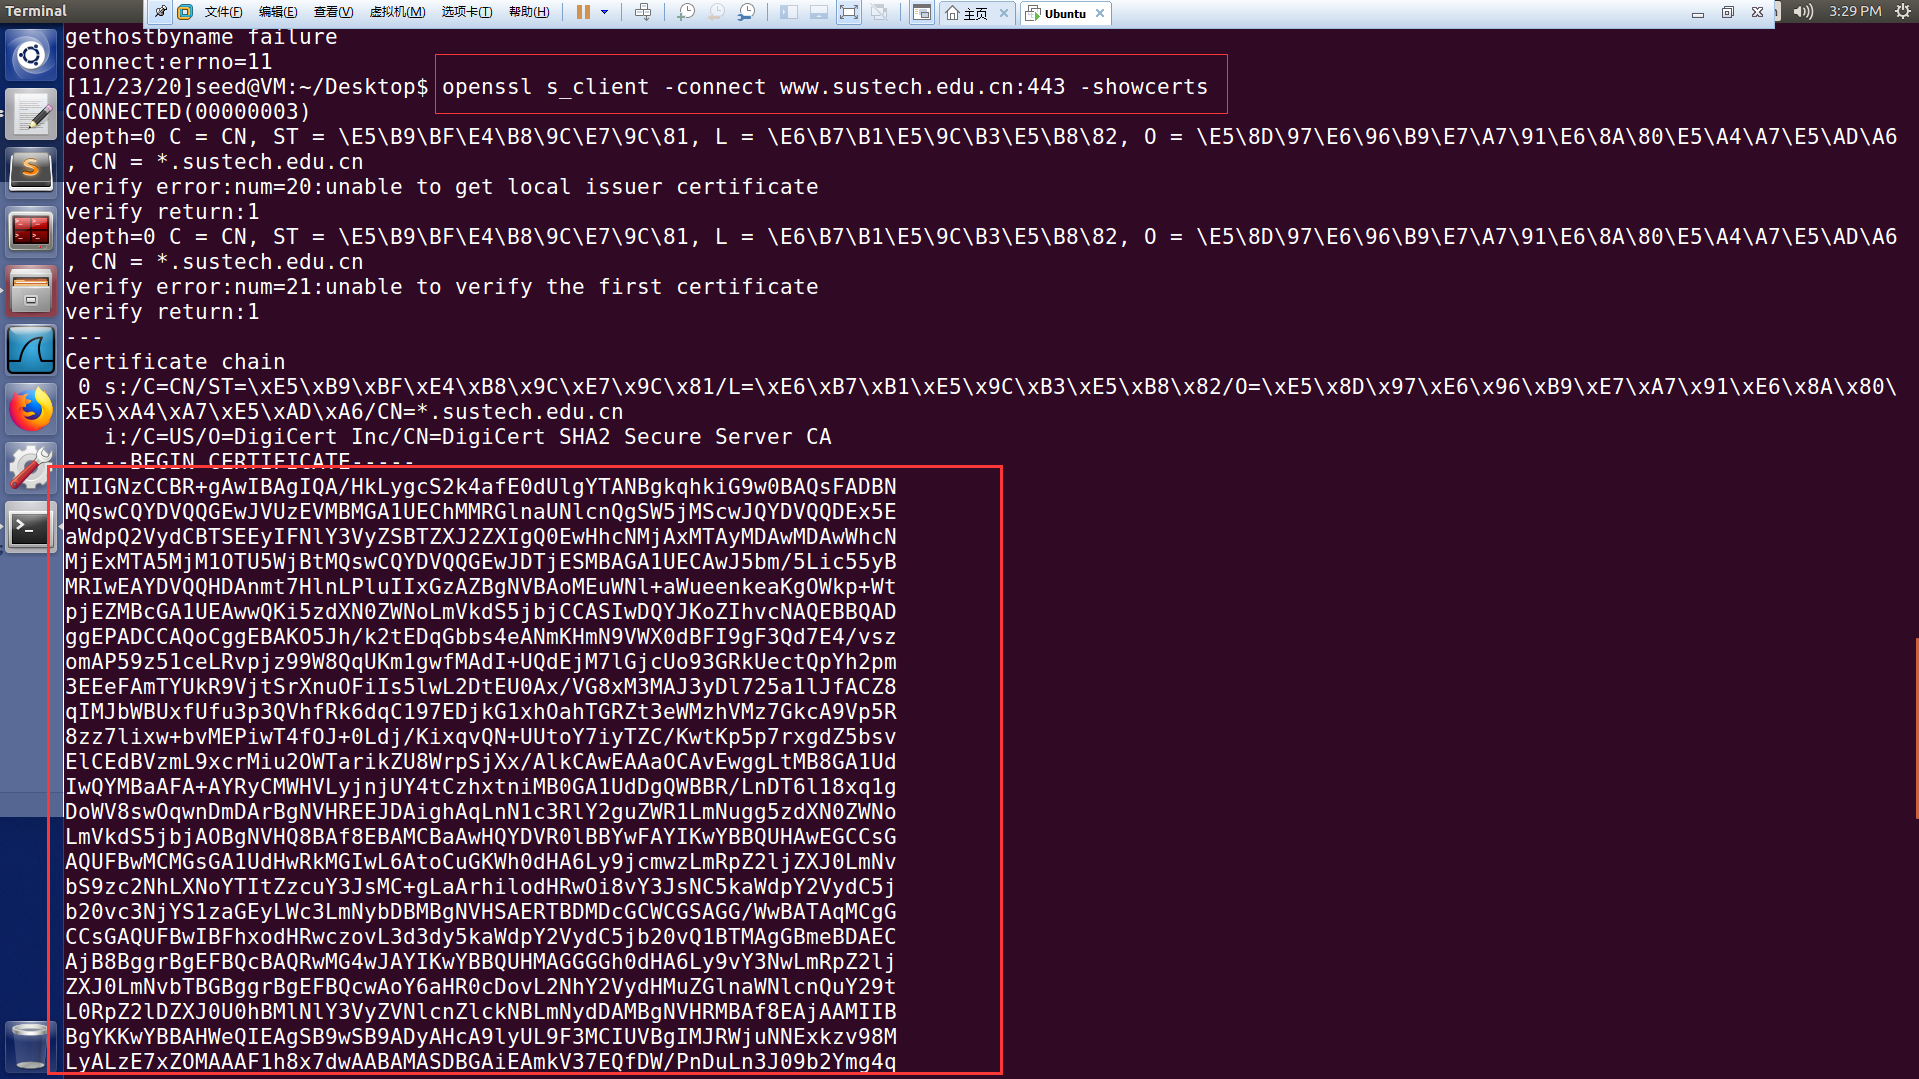 Terminal
文件(F) 编辑(E) 查看(V) 虚拟机(M) 选项卡(T) 帮助(H) 主页 Ubuntu 3:29 PM
gethostbyname failure
connect:errno=11
[11/23/20]seed@VM:~/Desktop$ openssl s_client -connect www.sustech.edu.cn:443 -showcerts
CONNECTED(00000003)
depth=0 C = CN, ST = \E5\B9\BF\E4\B8\9C\E7\9C\81, L = \E6\B7\B1\E5\9C\B3\E5\B8\82, O = \E5\8D\97\E6\96\B9\E7\A7\91\E6\8A\80\E5\A4\A7\E5\AD\A6
, CN = *.sustech.edu.cn
verify error:num=20:unable to get local issuer certificate
verify return:1
depth=0 C = CN, ST = \E5\B9\BF\E4\B8\9C\E7\9C\81, L = \E6\B7\B1\E5\9C\B3\E5\B8\82, O = \E5\8D\97\E6\96\B9\E7\A7\91\E6\8A\80\E5\A4\A7\E5\AD\A6
, CN = *.sustech.edu.cn
verify error:num=21:unable to verify the first certificate
verify return:1
---
Certificate chain
 0 s:/C=CN/ST=\xE5\xB9\xBF\xE4\xB8\x9C\xE7\x9C\x81/L=\xE6\xB7\xB1\xE5\x9C\xB3\xE5\xB8\x82/O=\xE5\x8D\x97\xE6\x96\xB9\xE7\xA7\x91\xE6\x8A\x80\
xE5\xA4\xA7\xE5\xAD\xA6/CN=*.sustech.edu.cn
   i:/C=US/O=DigiCert Inc/CN=DigiCert SHA2 Secure Server CA
-----BEGIN CERTIFICATE-----
MIIGNzCCBR+gAwIBAgIQA/HkLygcS2k4afE0dUlgYTANBgkqhkiG9w0BAQsFADBN
MQswCQYDVQQGEwJVUzEVMBMGA1UEChMMRGlnaUNlcnQgSW5jMScwJQYDVQQDEx5E
aWdpQ2VydCBTSEEyIFNlY3VyZSBTZXJ2ZXIgQ0EwHhcNMjAxMTAyMDAwMDAwWhcN
MjExMTA5MjM1OTU5WjBtMQswCQYDVQQGEwJDTjESMBAGA1UECAwJ5bm/5Lic55yB
MRIwEAYDVQQHDAnmt7HlnLPluIIxGzAZBgNVBAoMEuWNl+aWueenkeaKgOWkp+Wt
pjEZMBcGA1UEAwwQKi5zdXN0ZWNoLmVkdS5jbjCCASIwDQYJKoZIhvcNAQEBBQAD
ggEPADCCAQoCggEBAKO5Jh/k2tEDqGbbs4eANmKHmN9VWX0dBFI9gF3Qd7E4/vsz
omAP59z51ceLRvpjz99W8QqUKm1gwfMAdI+UQdEjM7lGjcUo93GRkUectQpYh2pm
3EEeFAmTYUkR9VjtSrXnuOFiIs5lwL2DtEU0Ax/VG8xM3MAJ3yDl725a1lJfACZ8
qIMJbWBUxfUfu3p3QVhfRk6dqC197EDjkG1xhOahTGRZt3eWMzhVMz7GkcA9Vp5R
8zz7lixw+bvMEPiwT4fOJ+0Ldj/KixqvQN+UUtoY7iyTZC/KwtKp5p7rxgdZ5bsv
ElCEdBVzmL9xcrMiu2OWTarikZU8WrpSjXx/AlkCAwEAAaOCAvEwggLtMB8GA1Ud
IwQYMBaAFA+AYRyCMWHVLyjnjUY4tCzhxtniMB0GA1UdDgQWBBR/LnDT6l18xq1g
DoWV8swOqwnDmDArBgNVHREEJDAighAqLnN1c3RlY2guZWR1LmNugg5zdXN0ZWNo
LmVkdS5jbjAOBgNVHQ8BAf8EBAMCBaAwHQYDVR0lBBYwFAYIKwYBBQUHAwEGCCsG
AQUFBwMCMGsGA1UdHwRkMGIwL6AtoCuGKWh0dHA6Ly9jcmwzLmRpZ2ljZXJ0LmNv
bS9zc2NhLXNoYTItZzcuY3JsMC+gLaArhilodHRwOi8vY3JsNC5kaWdpY2VydC5j
b20vc3NjYS1zaGEyLWc3LmNybDBMBgNVHSAERTBDMDcGCWCGSAGG/WwBATAqMCgG
CCsGAQUFBwIBFhxodHRwczovL3d3dy5kaWdpY2VydC5jb20vQ1BTMAgGBmeBDAEC
AjB8BggrBgEFBQcBAQRwMG4wJAYIKwYBBQUHMAGGGGh0dHA6Ly9vY3NwLmRpZ2lj
ZXJ0LmNvbTBGBggrBgEFBQcwAoY6aHR0cDovL2NhY2VydHMuZGlnaWNlcnQuY29t
L0RpZ2lDZXJ0U0hBMlNlY3VyZVNlcnZlckNBLmNydDAMBgNVHRMBAf8EAjAAMIIB
BgYKKwYBBAHWeQIEAgSB9wSB9ADyAHcA9lyUL9F3MCIUVBgIMJRWjuNNExkzv98M
LyALzE7xZOMAAAF1h8x7dwAABAMASDBGAiEAmkV37EQfDW/PnDuLn3J09b2Ymg4q